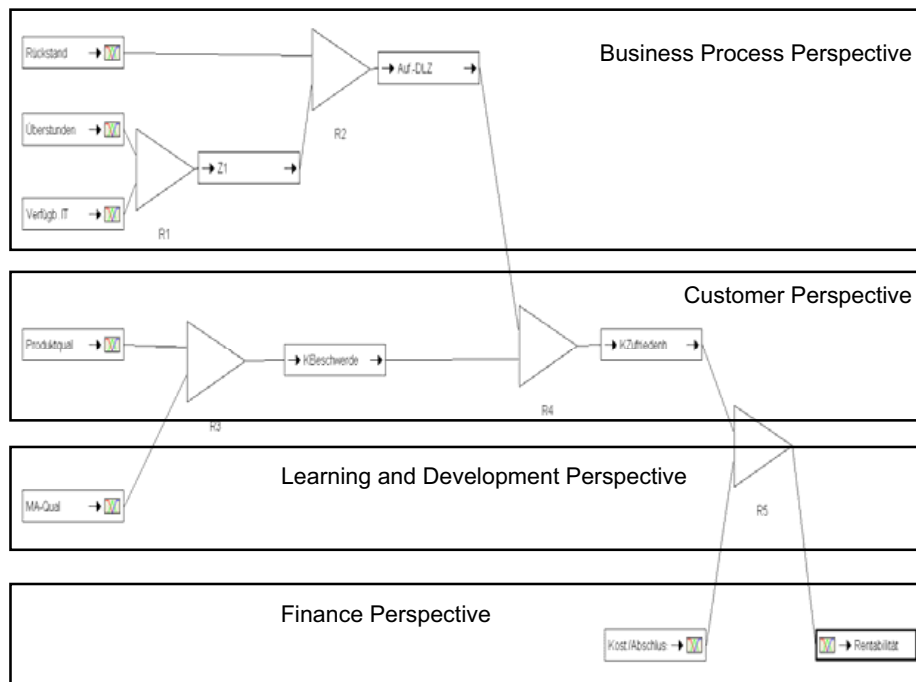 Business Process Perspective
Rückstand
Auf.-DLZ
R2
Überstunden
Z1
Verfügb. IT
R1
Customer Perspective
Produktqual
KBeschwerde
KZufriedenh
R4
R3
Learning and Development Perspective
MA-Qual
R5
Finance Perspective
Kost./Abschlus:
Rentabilität